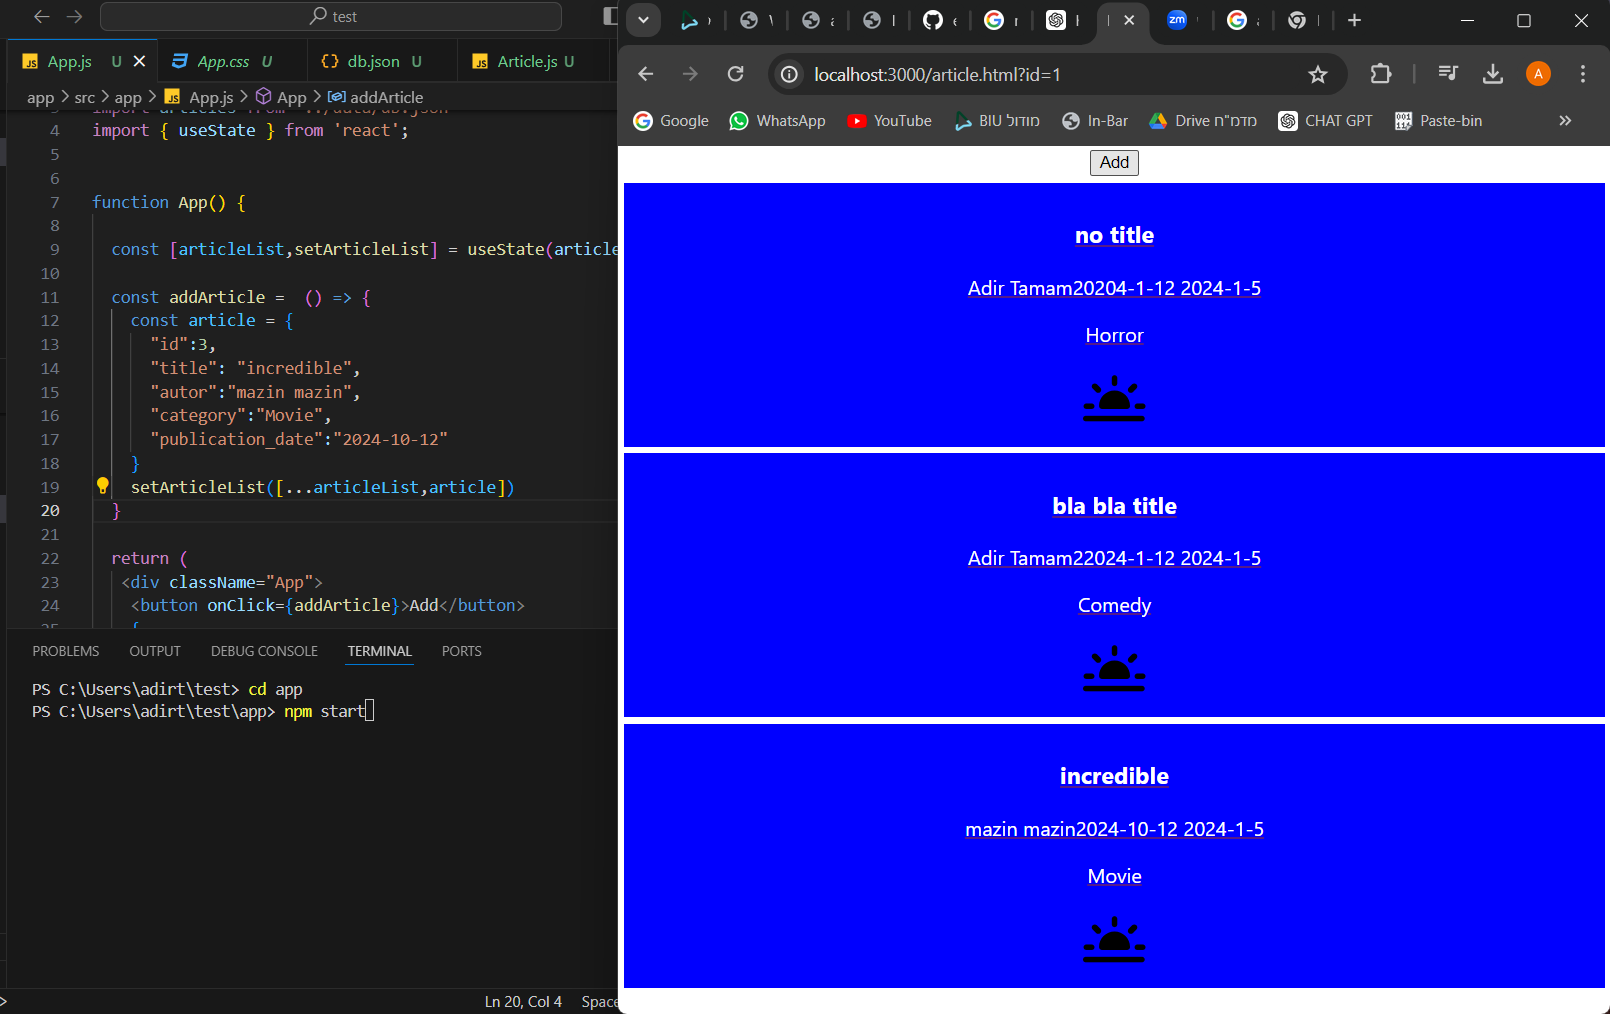 test
App.js U
App.css U
db.json U
Article.js U
app > src > app > App.js > App > addArticle
4 import { useState } from 'react';
5
6
7 function App() {
8
9 const [articleList,setArticleList] = useState(article
10
11 const addArticle = () => {
12 const article = {
13 "id":3,
14 "title": "incredible",
15 "autor":"mazin mazin",
16 "category":"Movie",
17 "publication_date":"2024-10-12"
18 }
19 setArticleList([...articleList,article])
20 }
21
22 return (
23 <div className="App">
24 <button onClick={addArticle}>Add</button>
25 {
PROBLEMS OUTPUT DEBUG CONSOLE TERMINAL PORTS
PS C:\Users\adirt\test> cd app
PS C:\Users\adirt\test\app> npm start
Ln 20, Col 4 Space
zm
localhost:3000/article.html?id=1
A
Google WhatsApp YouTube BIU מודול In-Bar Drive מדמ"ח CHAT GPT Paste-bin »
Add
no title
Adir Tamam20204-1-12 2024-1-5
Horror
bla bla title
Adir Tamam22024-1-12 2024-1-5
Comedy
incredible
mazin mazin2024-10-12 2024-1-5
Movie